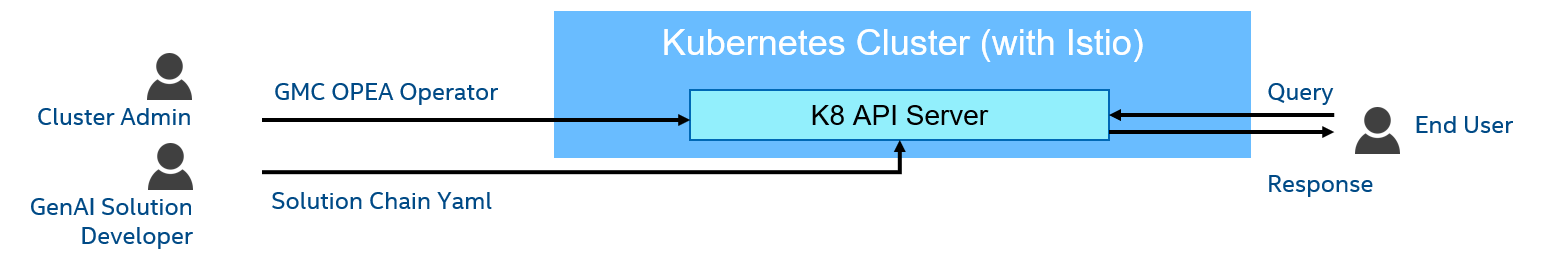 Kubernetes Cluster (with Istio)
GMC OPEA Operator
Cluster Admin
K8 API Server
Query
End User
Response
Solution Chain Yaml
GenAI Solution
Developer